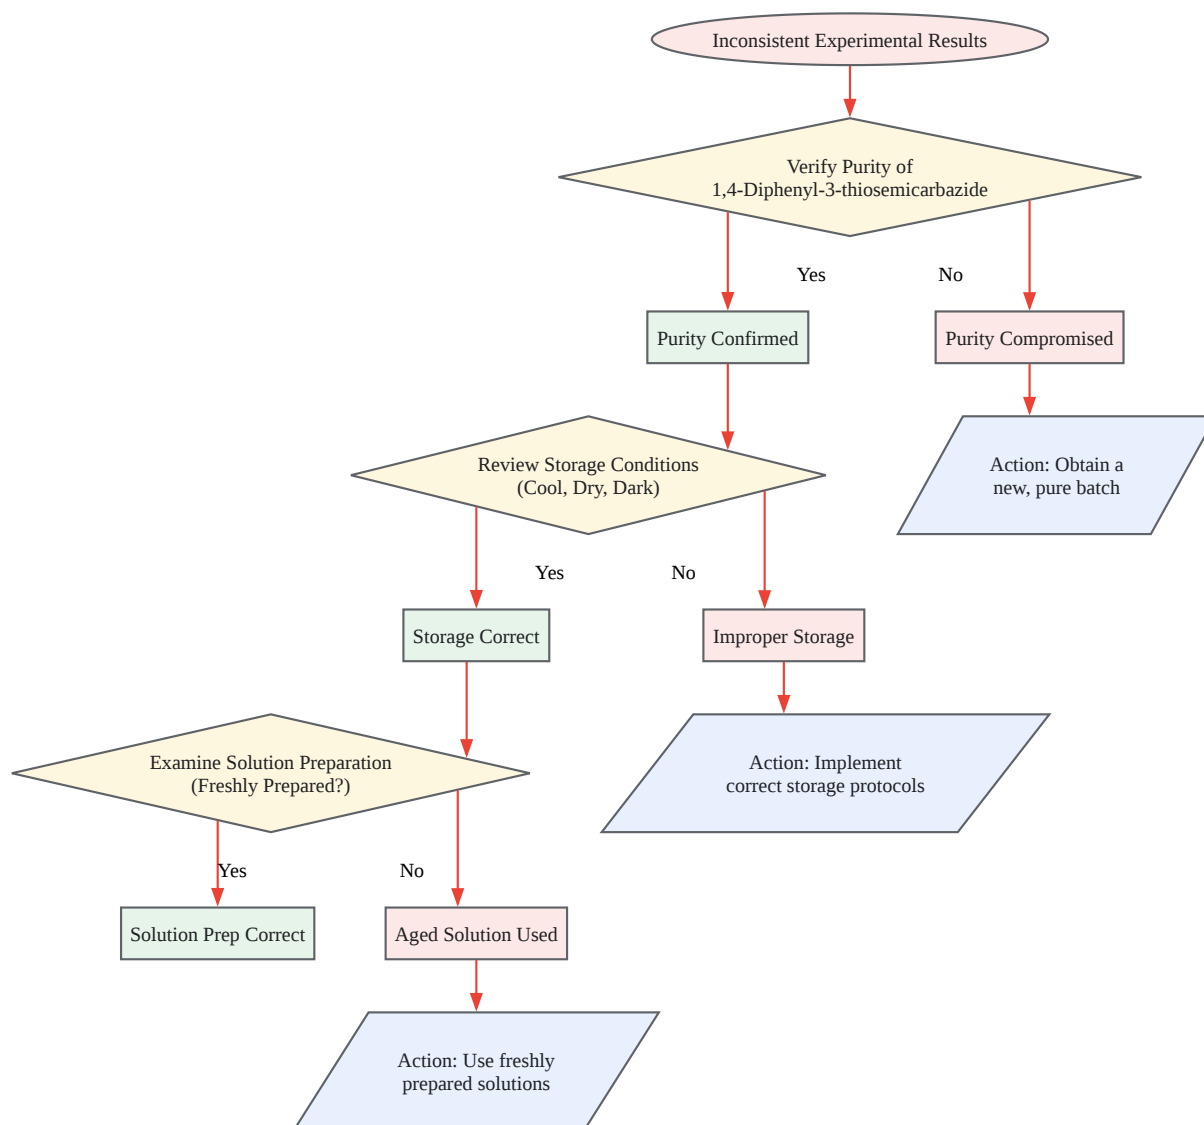 Inconsistent Experimental Results
Verify Purity of
1,4-Diphenyl-3-thiosemicarbazide
Yes
No
Purity Confirmed
Purity Compromised
Review Storage Conditions
(Cool, Dry, Dark)
Action: Obtain a
new, pure batch
Yes
No
Storage Correct
Improper Storage
Examine Solution Preparation
(Freshly Prepared?)
Action: Implement
correct storage protocols
Yes
No
Solution Prep Correct
Aged Solution Used
Action: Use freshly
prepared solutions